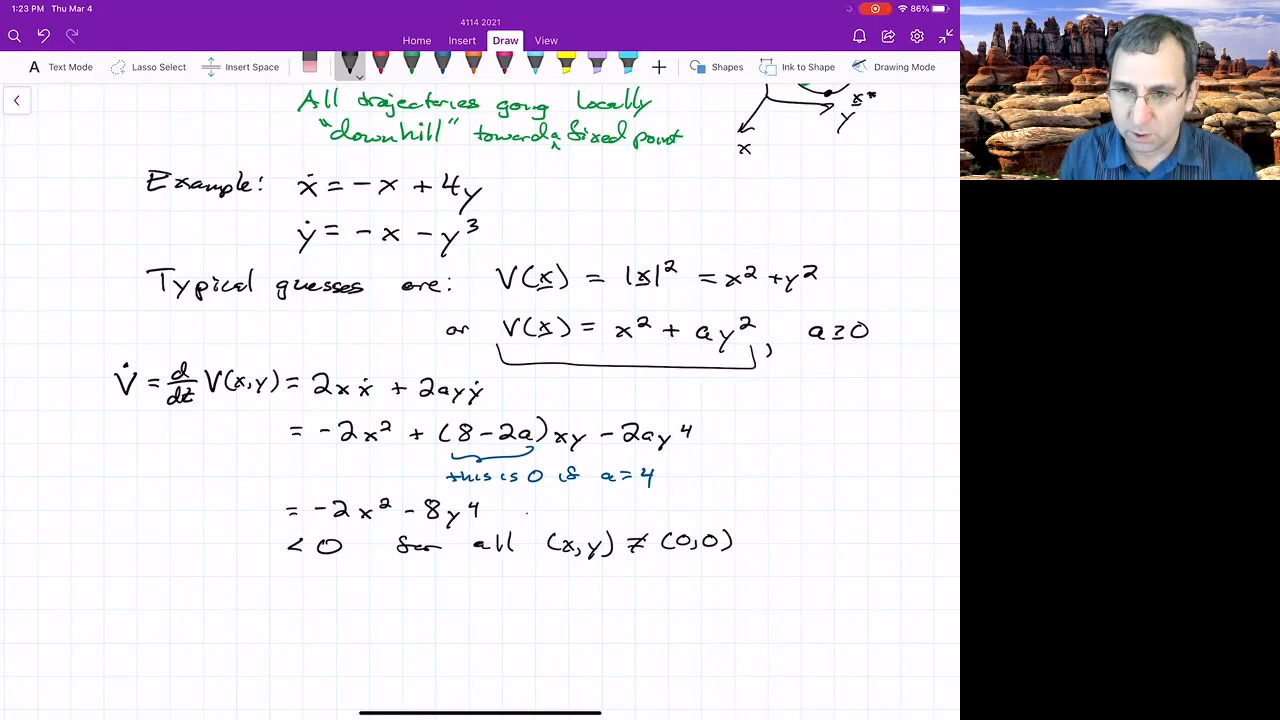 1:23 PM Thu Mar 4
86%
4114 2021
Home Insert Draw View
Text Mode Lasso Select Insert Space Shapes Ink to Shape Drawing Mode
All trajectories going locally
"downhill" toward a fixed point
x*
y
x
Example: ẋ = -x + 4y
ẏ = -x - y³
Typical guesses are: V(x) = |x|² = x² + y²
or V(x) = x² + ay², a ≥ 0
V̇ = d/dt V(x,y) = 2xẋ + 2ayẏ
= -2x² + (8-2a)xy - 2ay⁴
this is 0 if a = 4
= -2x² - 8y⁴
< 0 for all (x,y) ≠ (0,0)